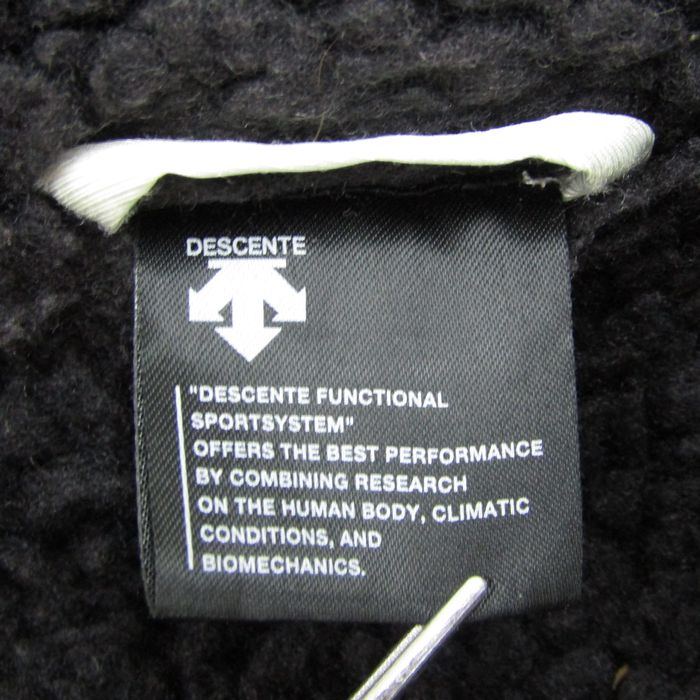 DESCENTE
"DESCENTE FUNCTIONAL
SPORTSYSTEM"
OFFERS THE BEST PERFORMANCE
BY COMBINING RESEARCH
ON THE HUMAN BODY, CLIMATIC
CONDITIONS, AND
BIOMECHANICS.